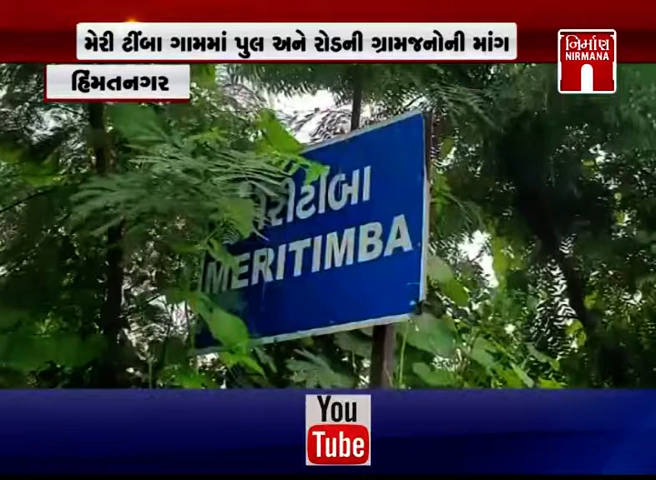 મેરી ટીંબા ગામમાં પુલ અને રોડની ગ્રામજનોની માંગ
હિંમતનગર
નિર્માણ
NIRMANA
MERITIMBA
You
Tube